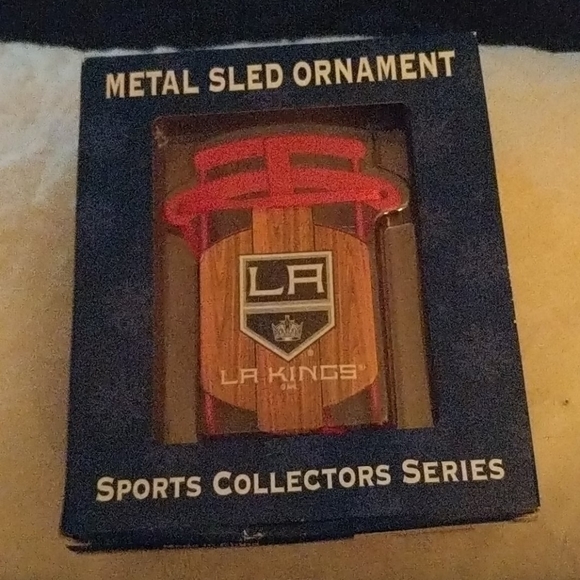 METAL SLED ORNAMENT
LA
LA KINGS®
SPORTS COLLECTORS SERIES